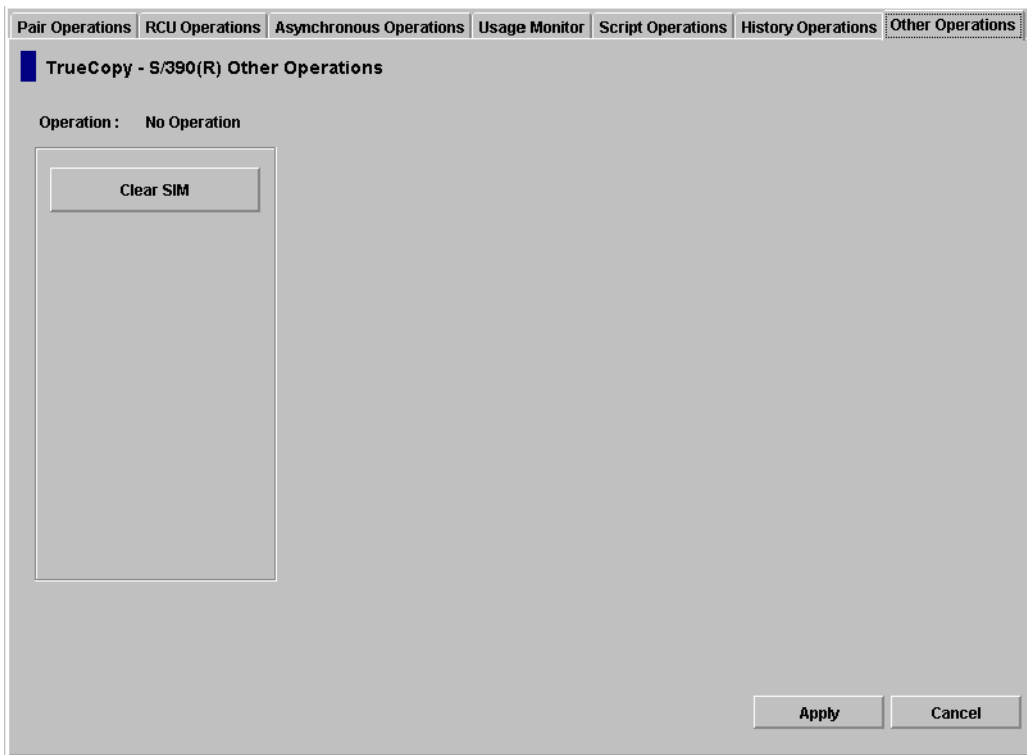 Pair Operations RCU Operations Asynchronous Operations Usage Monitor Script Operations History Operations Other Operations
TrueCopy - S/390(R) Other Operations
Operation : No Operation
Clear SIM
Apply Cancel